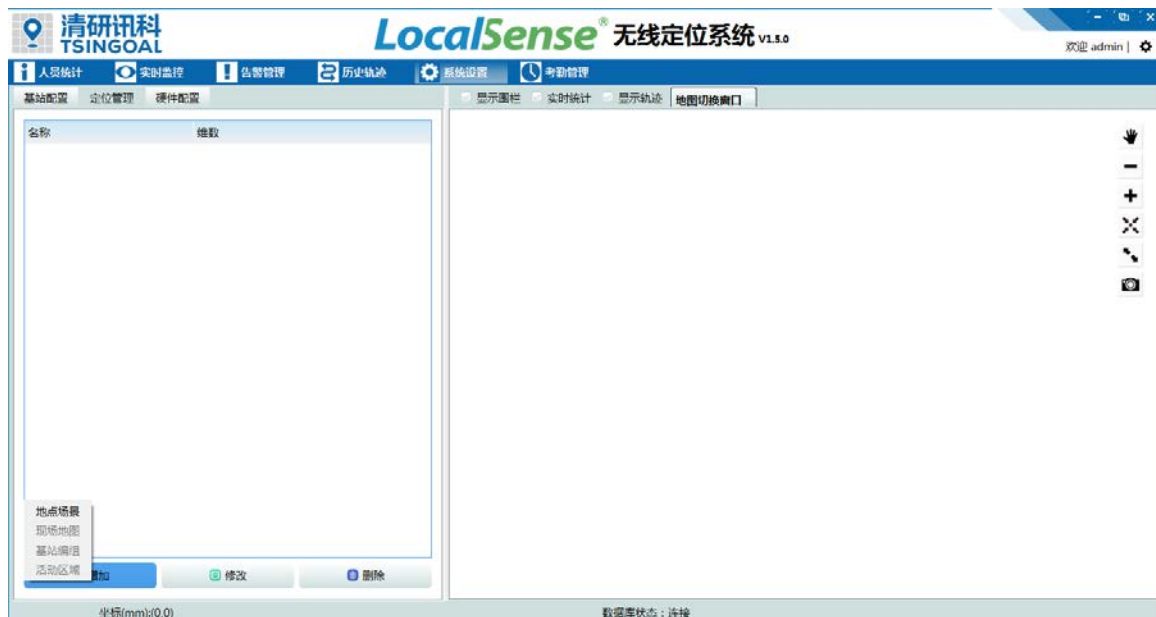 清研讯科
TSINGOAL
LocalSense® 无线定位系统 V1.5.0
欢迎 admin |
人员统计 实时监控 告警管理 历史轨迹 系统设置 考勤管理
基站配置 定位管理 硬件配置
显示围栏 实时统计 显示轨迹 地图切换窗口
名称 维数
地点场景
现场地图
基站编组
活动区域
增加 修改 删除
坐标(mm):(0,0) 数据库状态：连接